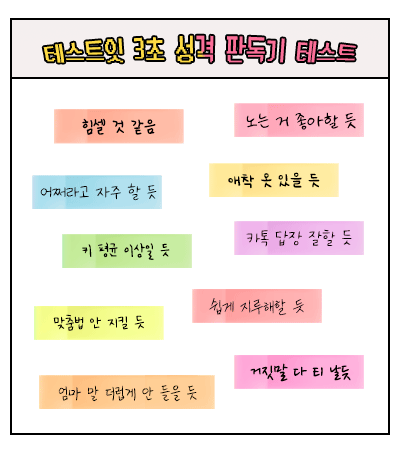 테스트잇 3초 성격 판독기 테스트
힘셀 것 같음
노는 거 좋아할 듯
어쩌라고 자주 할 듯
애착 옷 있을 듯
키 평균 이상일 듯
카톡 답장 잘할 듯
쉽게 지루해할 듯
맞춤법 안 지킬 듯
거짓말 다 티 날듯
엄마 말 더럽게 안 들을 듯